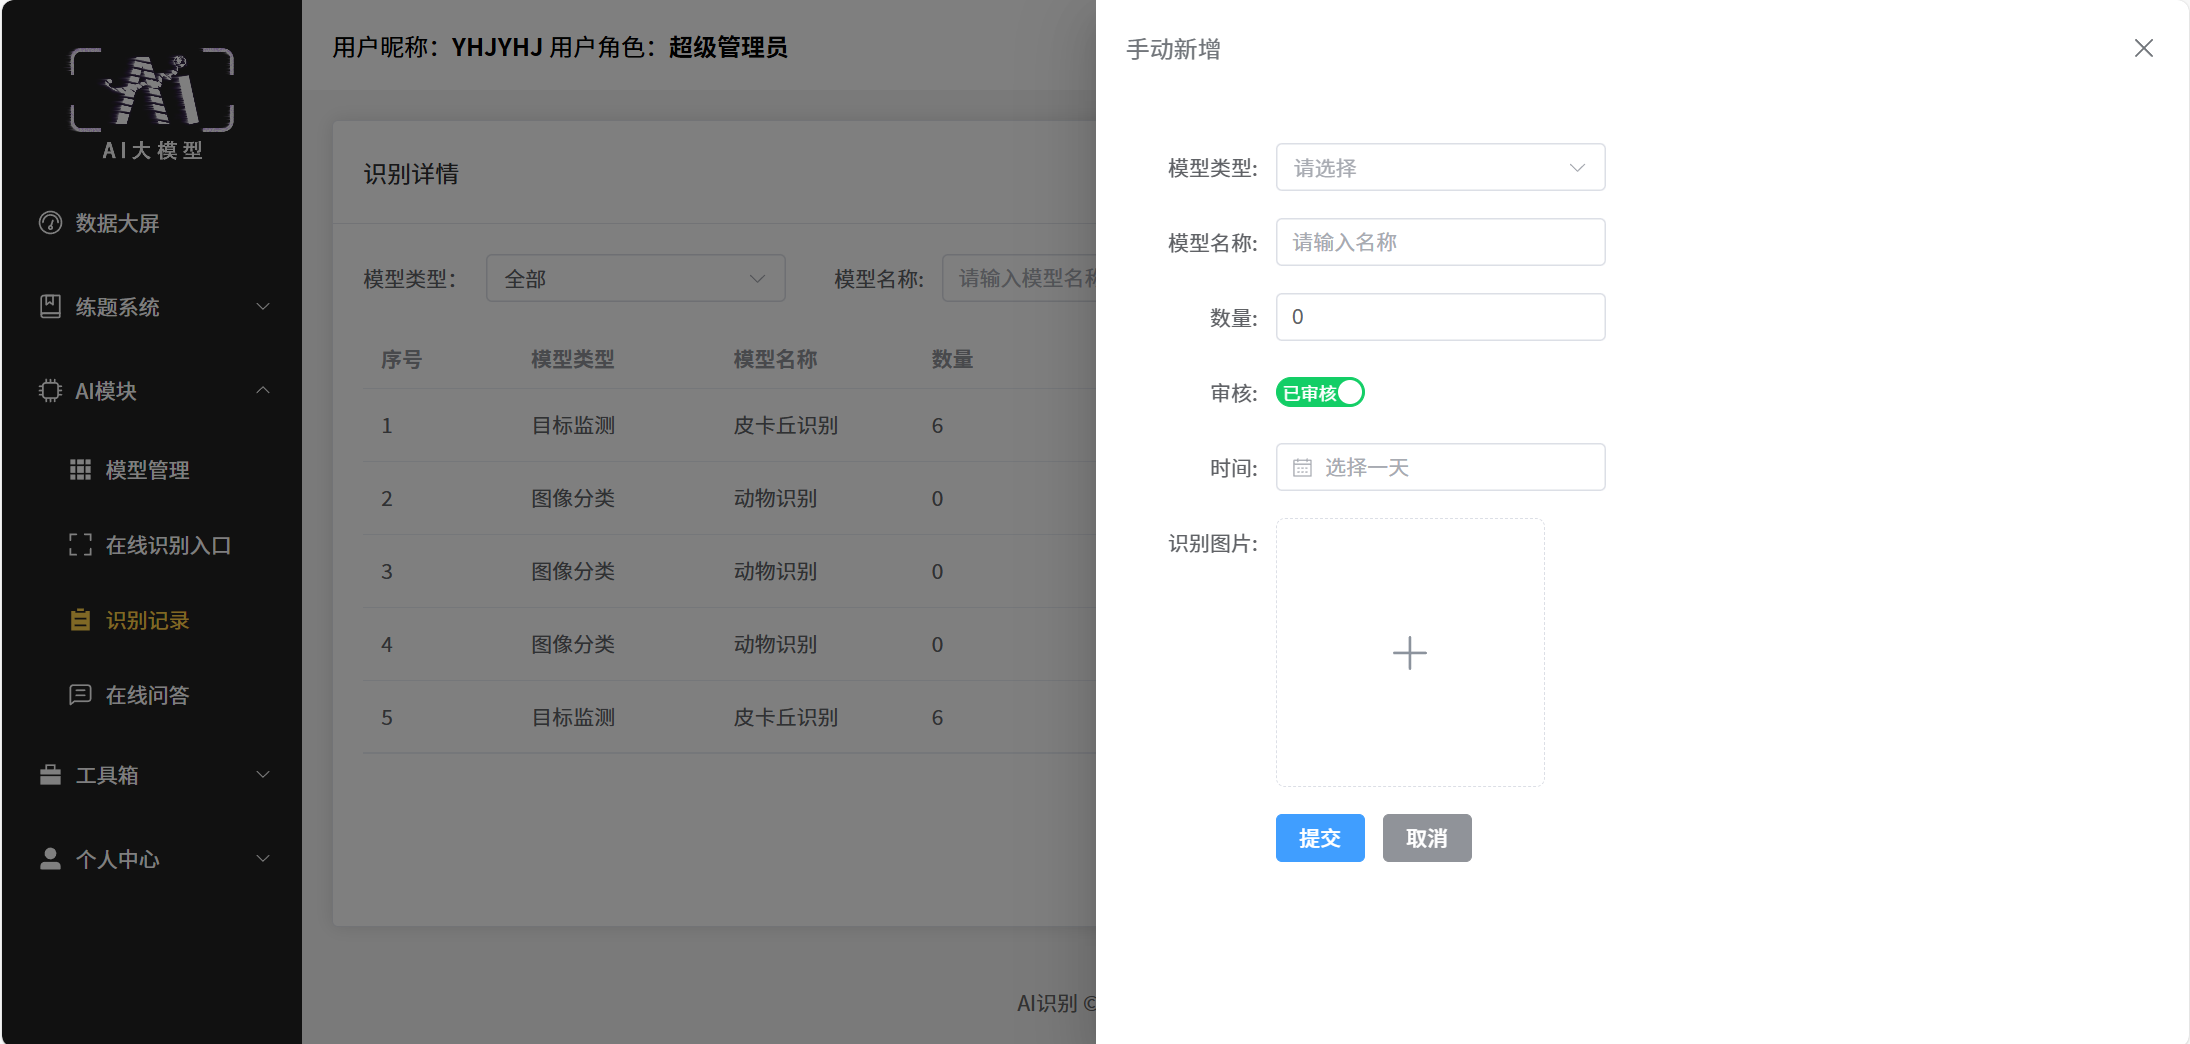 AI大模型
数据大屏
练题系统
AI模块
模型管理
在线识别入口
识别记录
在线问答
工具箱
个人中心
用户昵称：YHJYHJ 用户角色：超级管理员
识别详情
模型类型： 全部 模型名称: 请输入模型名称
序号 模型类型 模型名称 数量
1 目标监测 皮卡丘识别 6
2 图像分类 动物识别 0
3 图像分类 动物识别 0
4 图像分类 动物识别 0
5 目标监测 皮卡丘识别 6
AI识别 ©
手动新增
模型类型: 请选择
模型名称: 请输入名称
数量: 0
审核: 已审核
时间: 选择一天
识别图片:
提交 取消